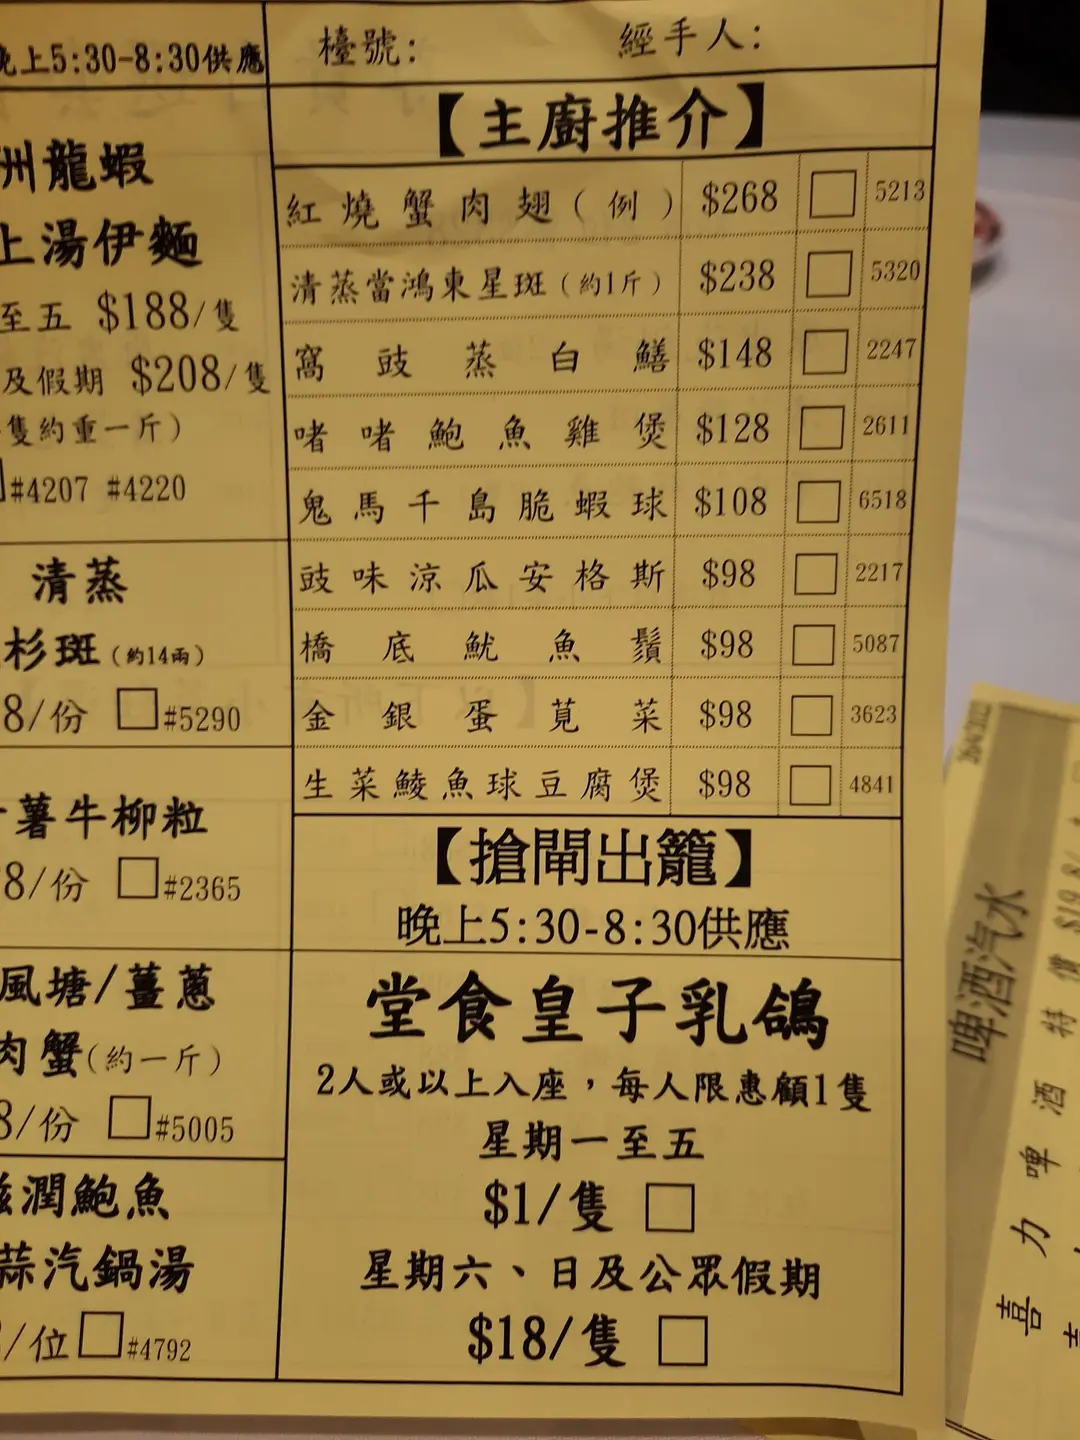 晚上5:30-8:30供應
洲龍蝦
上湯伊麵
至五 $188/隻
及假期 $208/隻
隻約重一斤）
#4207 #4220
清蒸
杉斑（約14兩）
8/份 #5290
薯牛柳粒
8/份 #2365
風塘/薑蔥
肉蟹（約一斤）
8/份 #5005
滋潤鮑魚
蒜汽鍋湯
/位 #4792
檯號： 經手人：
【主廚推介】
紅燒蟹肉翅（例） $268 5213
清蒸當鴻東星斑（約1斤） $238 5320
窩豉蒸白鱔 $148 2247
啫啫鮑魚雞煲 $128 2611
鬼馬千島脆蝦球 $108 6518
豉味涼瓜安格斯 $98 2217
橋底魷魚鬚 $98 5087
金銀蛋莧菜 $98 3623
生菜鯪魚球豆腐煲 $98 4841
【搶閘出籠】
晚上5:30-8:30供應
堂食皇子乳鴿
2人或以上入座，每人限惠顧1隻
星期一至五
$1/隻
星期六、日及公眾假期
$18/隻
啤酒汽水
啤酒特價 $19.8/
喜力啤酒